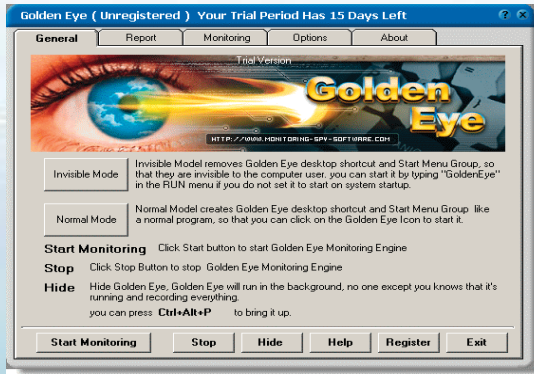 Golden Eye ( Unregistered ) Your Trial Period Has 15 Days Left
General Report Monitoring Options About
Trial Version
Golden
Eye
HTTP://WWW.MONITORING-SPY-SOFTWARE.COM
Invisible Mode
Invisible Model removes Golden Eye desktop shortcut and Start Menu Group, so
that they are invisible to the computer user. you can start it by typing "GoldenEye"
in the RUN menu if you do not set it to start on system startup.
Normal Mode
Normal Model creates Golden Eye desktop shortcut and Start Menu Group like
a normal program, so that you can click on the Golden Eye Icon to start it.
Start Monitoring Click Start button to start Golden Eye Monitoring Engine
Stop Click Stop Button to stop Golden Eye Monitoring Engine
Hide Hide Golden Eye, Golden Eye will run in the background, no one except you knows that it's
running and recording everything.
you can press Ctrl+Alt+P to bring it up.
Start Monitoring Stop Hide Help Register Exit